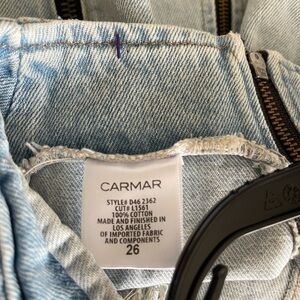 CARMAR
STYLE# D46 2362
CUT# L1561
100% COTTON
MADE AND FINISHED IN
LOS ANGELES
OF IMPORTED FABRIC
AND COMPONENTS
26